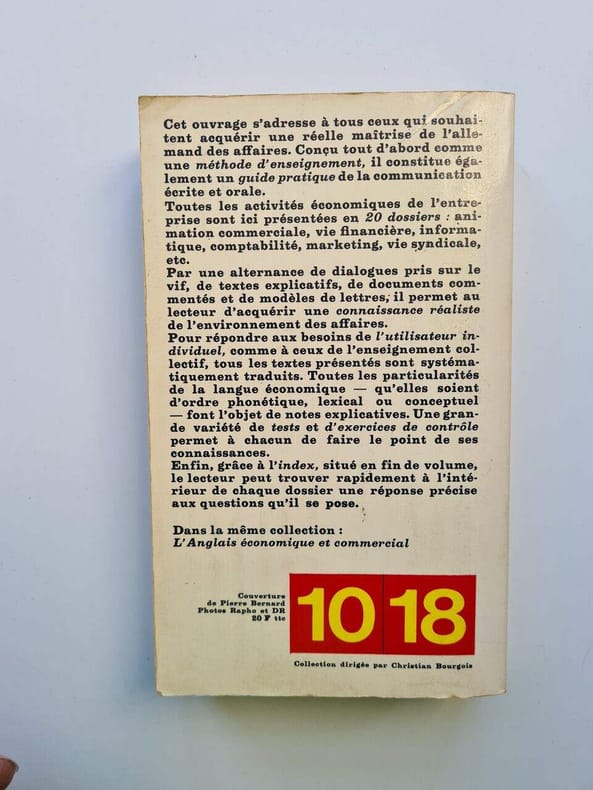 Cet ouvrage s'adresse à tous ceux qui souhai-
tent acquérir une réelle maîtrise de l'alle-
mand des affaires. Conçu tout d'abord comme
une méthode d'enseignement, il constitue éga-
lement un guide pratique de la communication
écrite et orale.
Toutes les activités économiques de l'entre-
prise sont ici présentées en 20 dossiers : ani-
mation commerciale, vie financière, informa-
tique, comptabilité, marketing, vie syndicale,
etc.
Par une alternance de dialogues pris sur le
vif, de textes explicatifs, de documents com-
mentés et de modèles de lettres, il permet au
lecteur d'acquérir une connaissance réaliste
de l'environnement des affaires.
Pour répondre aux besoins de l'utilisateur in-
dividuel, comme à ceux de l'enseignement col-
lectif, tous les textes présentés sont systéma-
tiquement traduits. Toutes les particularités
de la langue économique — qu'elles soient
d'ordre phonétique, lexical ou conceptuel
— font l'objet de notes explicatives. Une gran-
de variété de tests et d'exercices de contrôle
permet à chacun de faire le point de ses
connaissances.
Enfin, grâce à l'index, situé en fin de volume,
le lecteur peut trouver rapidement à l'inté-
rieur de chaque dossier une réponse précise
aux questions qu'il se pose.
Dans la même collection :
L'Anglais économique et commercial
Couverture
de Pierre Bernard
Photos Rapho et DR
20 F ttc
10 18
Collection dirigée par Christian Bourgois